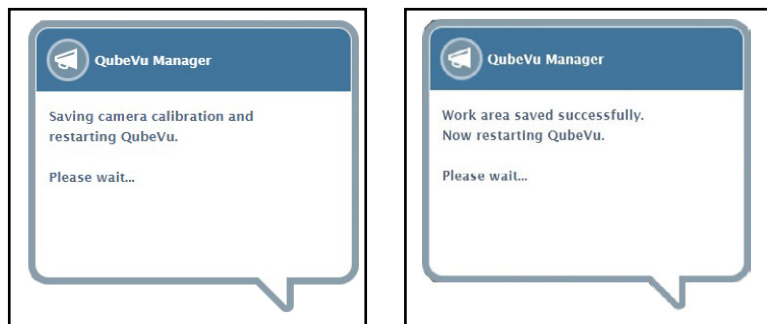 QubeVu Manager
Saving camera calibration and
restarting QubeVu.
Please wait...
QubeVu Manager
Work area saved successfully.
Now restarting QubeVu.
Please wait...